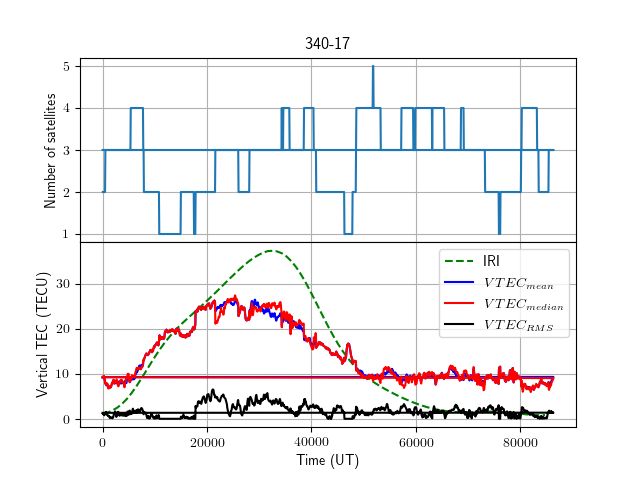 340-17
5
4
3
2
1
Number of satellites
30
20
10
0
Vertical TEC (TECU)
IRI
VTEC_mean
VTEC_median
VTEC_RMS
0 20000 40000 60000 80000
Time (UT)